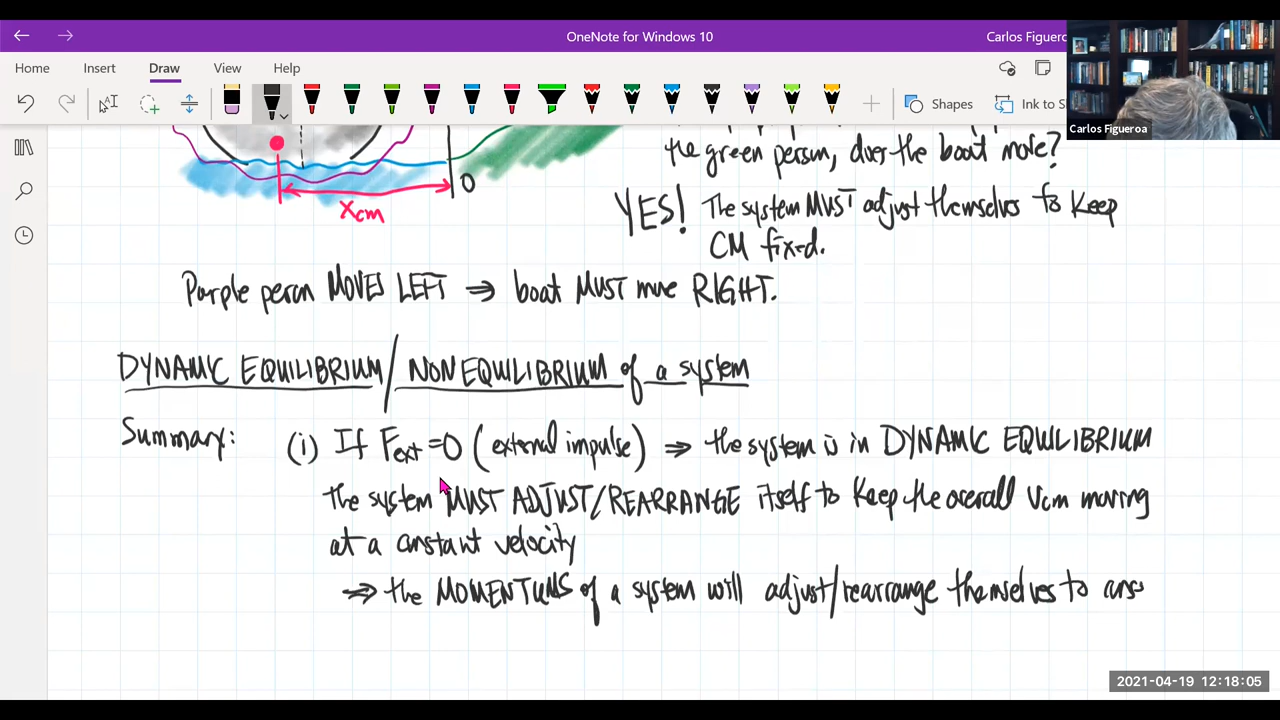 OneNote for Windows 10
Carlos Figueroa
Home Insert Draw View Help
Shapes Ink to S
Carlos Figueroa
the green person, does the boat move?
0
Xcm
YES! The system MUST adjust themselves to keep
CM fixed.
Purple person MOVES LEFT ⇒ boat MUST move RIGHT.
DYNAMIC EQUILIBRIUM / NONEQUILIBRIUM of a system
Summary: (i) If Fext = 0 (external impulse) ⇒ the system is in DYNAMIC EQUILIBRIUM
the system MUST ADJUST/REARRANGE itself to keep the overall Vcm moving
at a constant velocity
⇒ the MOMENTUMS of a system will adjust/rearrange themselves to conse
2021-04-19 12:18:05